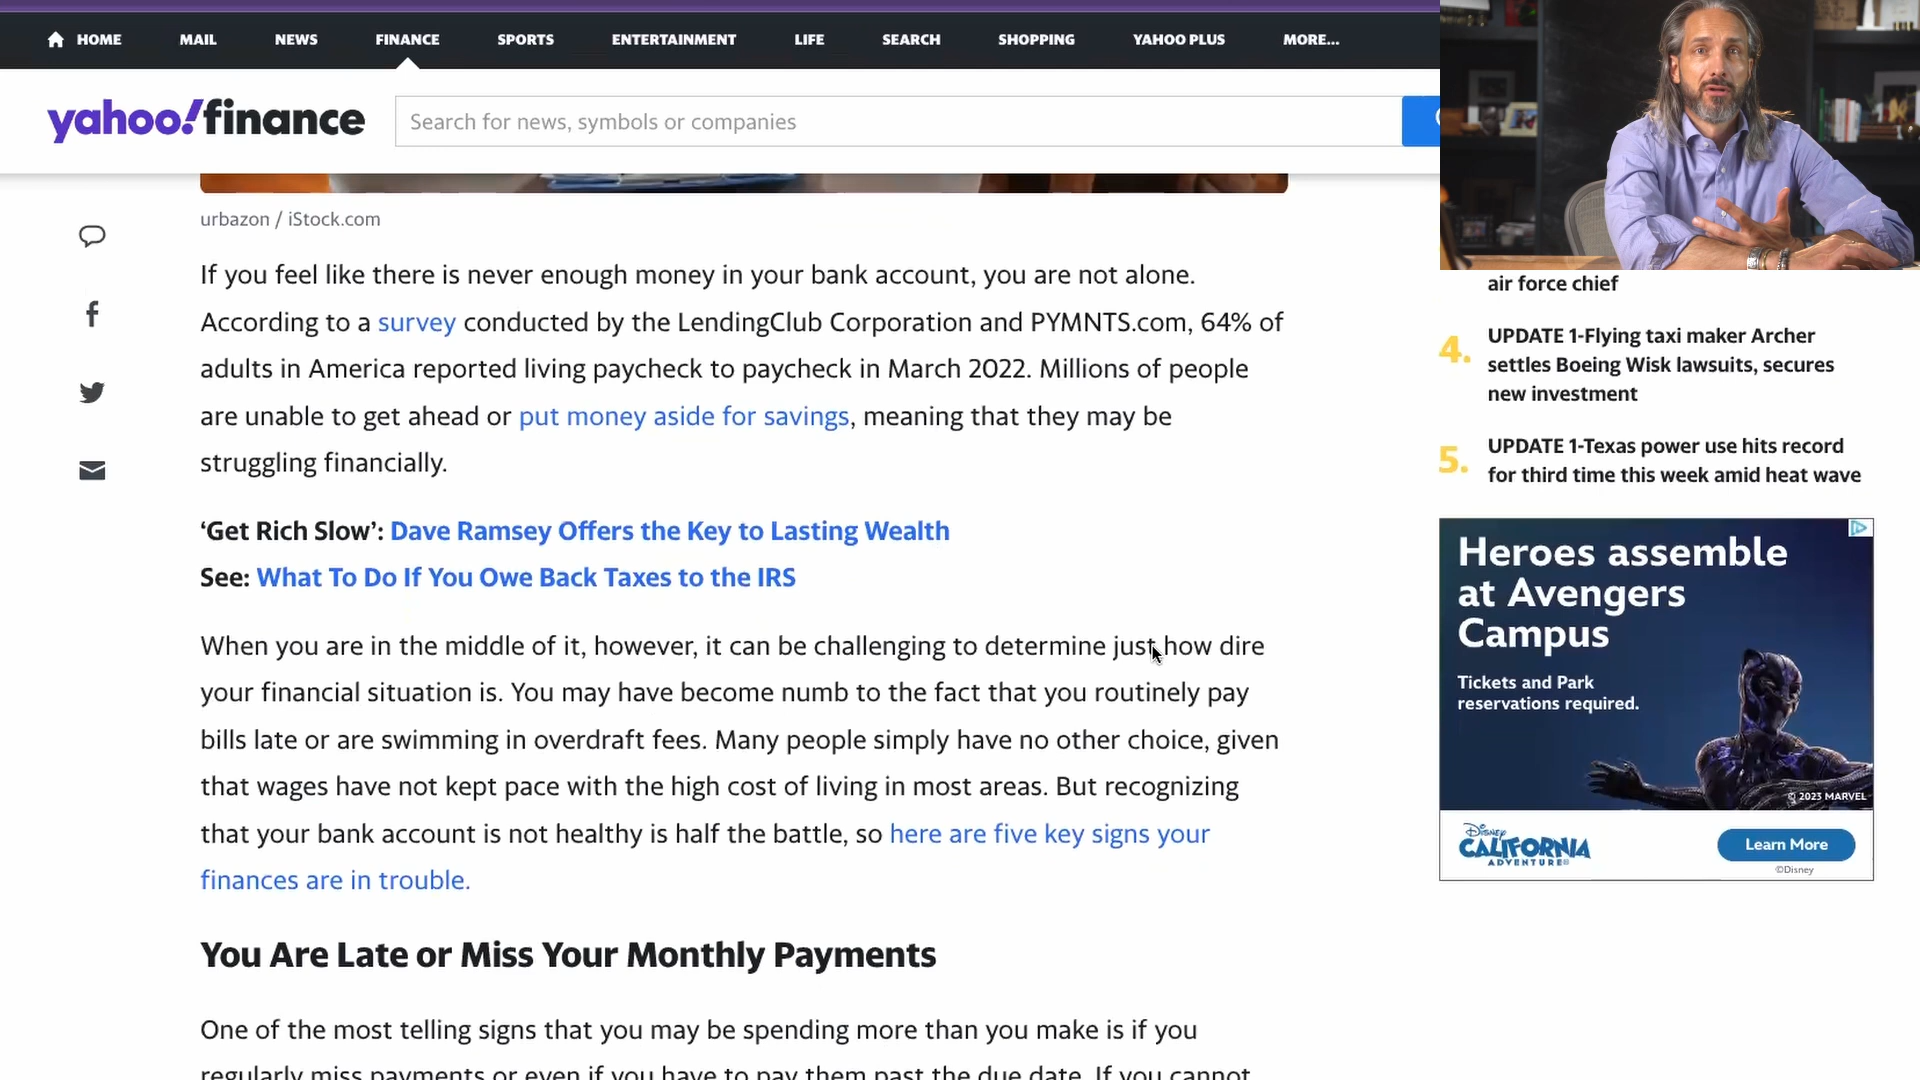 HOME MAIL NEWS FINANCE SPORTS ENTERTAINMENT LIFE SEARCH SHOPPING YAHOO PLUS MORE...
yahoo!finance
Search for news, symbols or companies
urbazon / iStock.com
If you feel like there is never enough money in your bank account, you are not alone.
According to a survey conducted by the LendingClub Corporation and PYMNTS.com, 64% of
adults in America reported living paycheck to paycheck in March 2022. Millions of people
are unable to get ahead or put money aside for savings, meaning that they may be
struggling financially.
‘Get Rich Slow’: Dave Ramsey Offers the Key to Lasting Wealth
See: What To Do If You Owe Back Taxes to the IRS
When you are in the middle of it, however, it can be challenging to determine just how dire
your financial situation is. You may have become numb to the fact that you routinely pay
bills late or are swimming in overdraft fees. Many people simply have no other choice, given
that wages have not kept pace with the high cost of living in most areas. But recognizing
that your bank account is not healthy is half the battle, so here are five key signs your
finances are in trouble.
You Are Late or Miss Your Monthly Payments
One of the most telling signs that you may be spending more than you make is if you
regularly miss payments or even if you have to pay them past the due date. If you cannot
air force chief
4. UPDATE 1-Flying taxi maker Archer
settles Boeing Wisk lawsuits, secures
new investment
5. UPDATE 1-Texas power use hits record
for third time this week amid heat wave
Heroes assemble
at Avengers
Campus
Tickets and Park
reservations required.
© 2023 MARVEL
Disney
CALIFORNIA
ADVENTURE
Learn More
©Disney